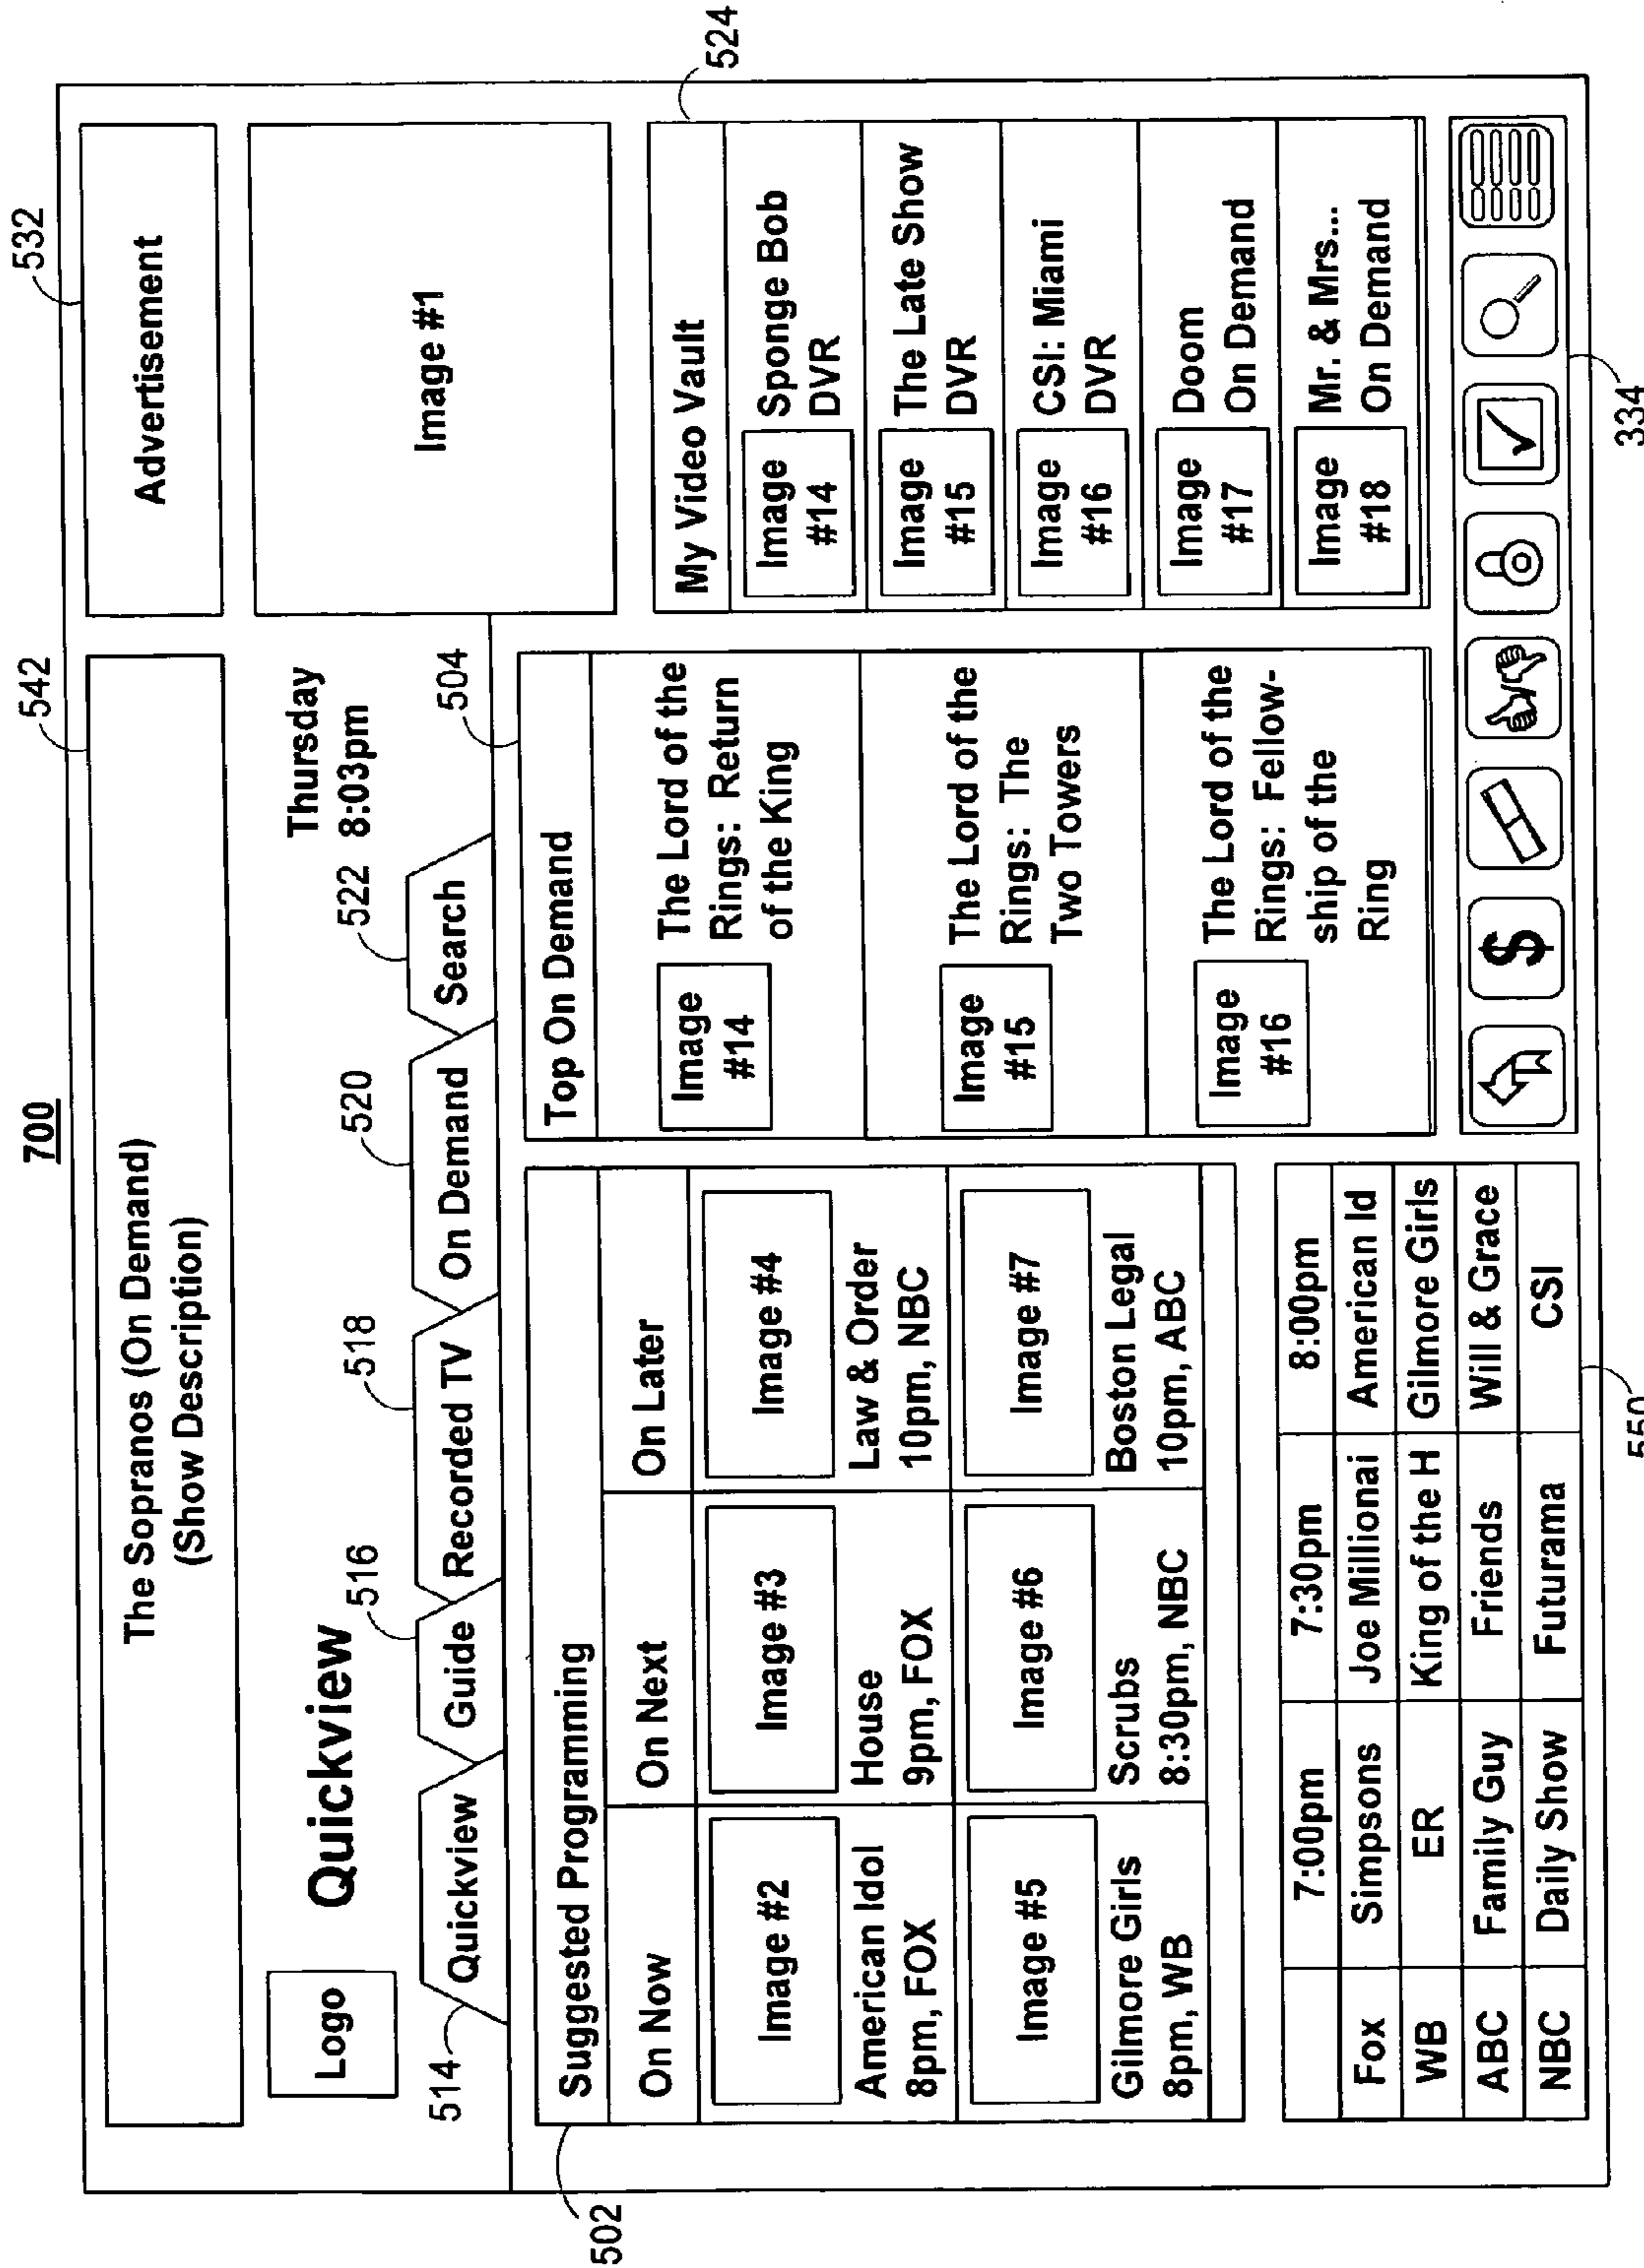 700
542
532
The Sopranos (On Demand)
(Show Description)
Advertisement
Logo
Quickview
Thursday
8:03pm
Image #1
514
Quickview
516
Guide
518
Recorded TV
520
On Demand
522
Search
502
Suggested Programming
On Now
On Next
On Later
Image #2
Image #3
Image #4
American Idol
8pm, FOX
House
9pm, FOX
Law & Order
10pm, NBC
Image #5
Image #6
Image #7
Gilmore Girls
8pm, WB
Scrubs
8:30pm, NBC
Boston Legal
10pm, ABC
504
Top On Demand
Image
#14
The Lord of the
Rings: Return
of the King
Image
#15
The Lord of the
Rings: The
Two Towers
Image
#16
The Lord of the
Rings: Fellow-
ship of the
Ring
524
My Video Vault
Image
#14
Sponge Bob
DVR
Image
#15
The Late Show
DVR
Image
#16
CSI: Miami
DVR
Image
#17
Doom
On Demand
Image
#18
Mr. & Mrs...
On Demand
7:00pm 7:30pm 8:00pm
Fox Simpsons Joe Millionai American Id
WB ER King of the H Gilmore Girls
ABC Family Guy Friends Will & Grace
NBC Daily Show Futurama CSI
550
$
334